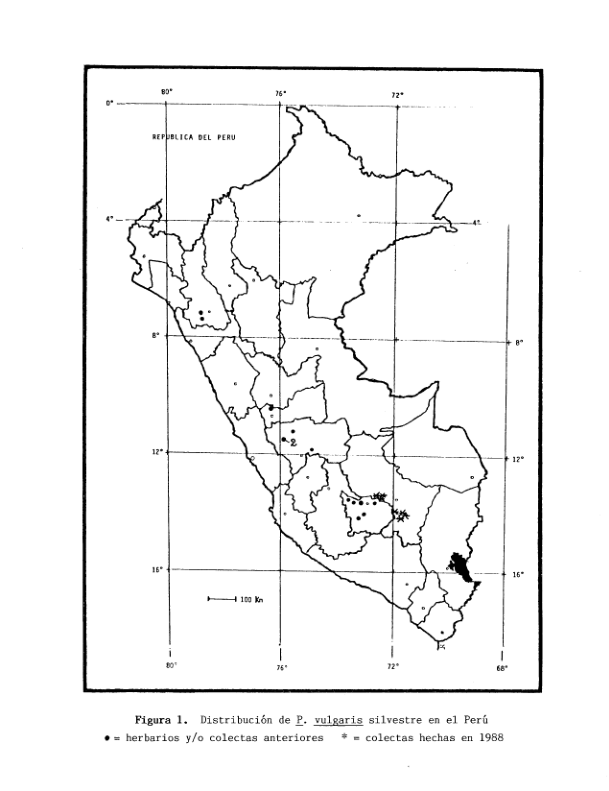 80° 76° 72°
0°
REPUBLICA DEL PERU
4° 4°
8° 8°
2
12° 12°
16° 16°
100 Km
80° 76° 72° 68°
Figura 1. Distribución de P. vulgaris silvestre en el Perú
● = herbarios y/o colectas anteriores * = colectas hechas en 1988